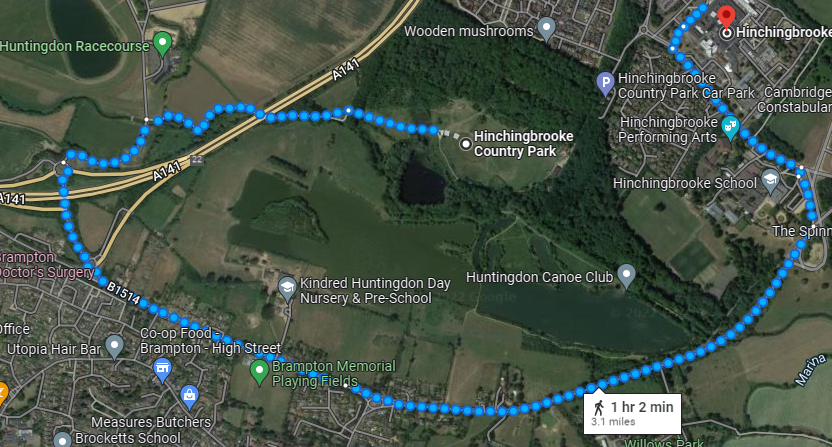 Huntingdon Racecourse
Wooden mushrooms
Hinchingbrooke
A141
Hinchingbrooke
Country Park Car Park
Cambridge
Constabular
Hinchingbrooke
Performing Arts
Hinchingbrooke
Country Park
22
A141
A141
Hinchingbrooke School
The Spinn
Brampton
Doctor's Surgery
Huntingdon Canoe Club
Kindred Huntingdon Day
Nursery & Pre-School
B1514
Office
Co-op Food -
Brampton - High Street
Utopia Hair Bar
Brampton Memorial
Playing Fields
Marina
1 hr 2 min
3.1 miles
Measures Butchers
Brocketts School
Willows Park